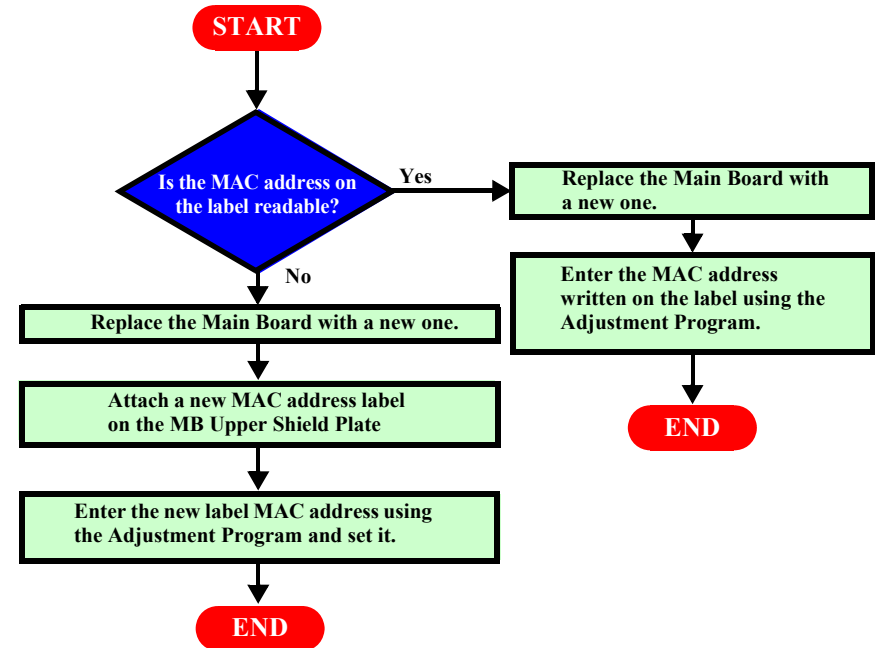 START
Is the MAC address on
the label readable?
Yes
Replace the Main Board with
a new one.
Enter the MAC address
written on the label using the
Adjustment Program.
END
No
Replace the Main Board with a new one.
Attach a new MAC address label
on the MB Upper Shield Plate
Enter the new label MAC address using
the Adjustment Program and set it.
END